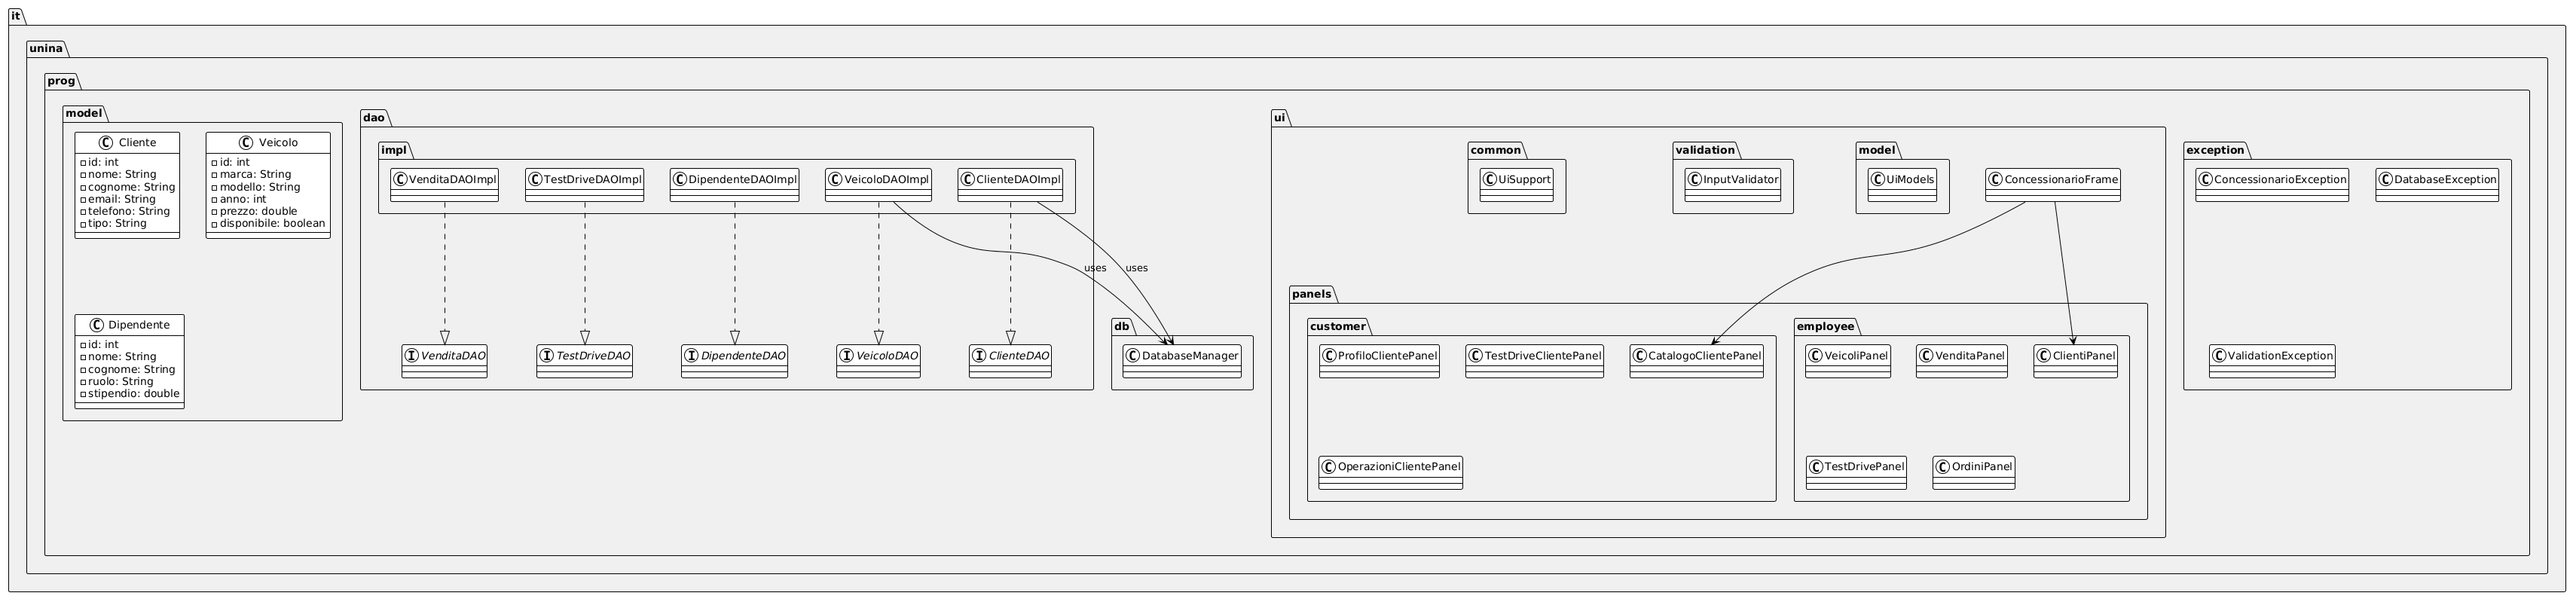 it
unina
prog
model
C Cliente
id: int
nome: String
cognome: String
email: String
telefono: String
tipo: String
C Veicolo
id: int
marca: String
modello: String
anno: int
prezzo: double
disponibile: boolean
C Dipendente
id: int
nome: String
cognome: String
ruolo: String
stipendio: double
dao
impl
C VenditaDAOImpl
C TestDriveDAOImpl
C DipendenteDAOImpl
C VeicoloDAOImpl
C ClienteDAOImpl
uses
uses
I VenditaDAO
I TestDriveDAO
I DipendenteDAO
I VeicoloDAO
I ClienteDAO
db
C DatabaseManager
ui
common
C UiSupport
validation
C InputValidator
model
C UiModels
C ConcessionarioFrame
panels
customer
C ProfiloClientePanel
C TestDriveClientePanel
C CatalogoClientePanel
C OperazioniClientePanel
employee
C VeicoliPanel
C VenditaPanel
C ClientiPanel
C TestDrivePanel
C OrdiniPanel
exception
C ConcessionarioException
C DatabaseException
C ValidationException